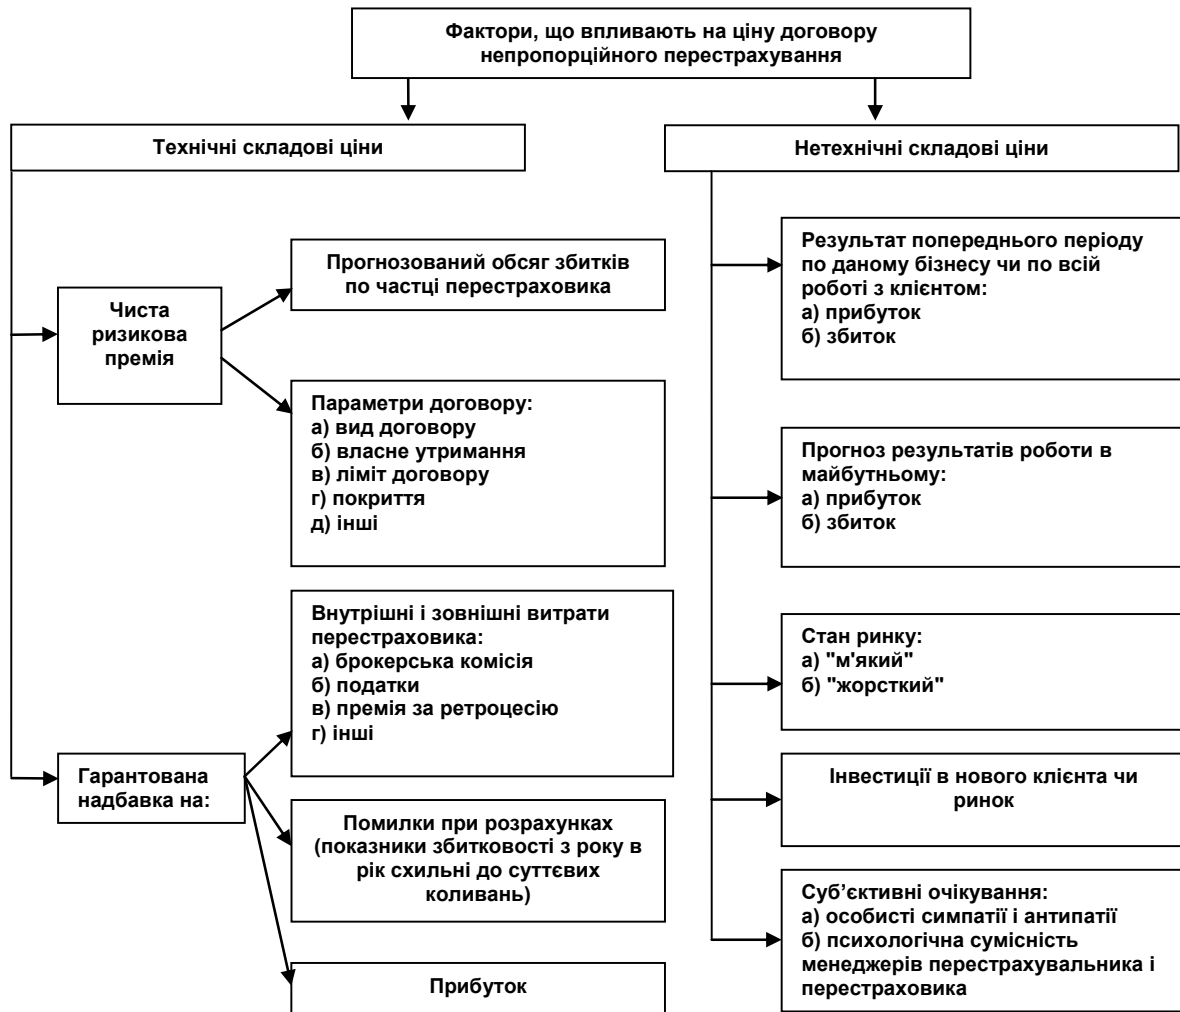 Фактори, що впливають на ціну договору
непропорційного перестрахування
Технічні складові ціни
Чиста
ризикова
премія
Прогнозований обсяг збитків
по частці перестраховика
Параметри договору:
а) вид договору
б) власне утримання
в) ліміт договору
г) покриття
д) інші
Гарантована
надбавка на:
Внутрішні і зовнішні витрати
перестраховика:
а) брокерська комісія
б) податки
в) премія за ретроцесію
г) інші
Помилки при розрахунках
(показники збитковості з року в
рік схильні до суттєвих
коливань)
Прибуток
Нетехнічні складові ціни
Результат попереднього періоду
по даному бізнесу чи по всій
роботі з клієнтом:
а) прибуток
б) збиток
Прогноз результатів роботи в
майбутньому:
а) прибуток
б) збиток
Стан ринку:
а) "м'який"
б) "жорсткий"
Інвестиції в нового клієнта чи
ринок
Суб’єктивні очікування:
а) особисті симпатії і антипатії
б) психологічна сумісність
менеджерів перестрахувальника і
перестраховика